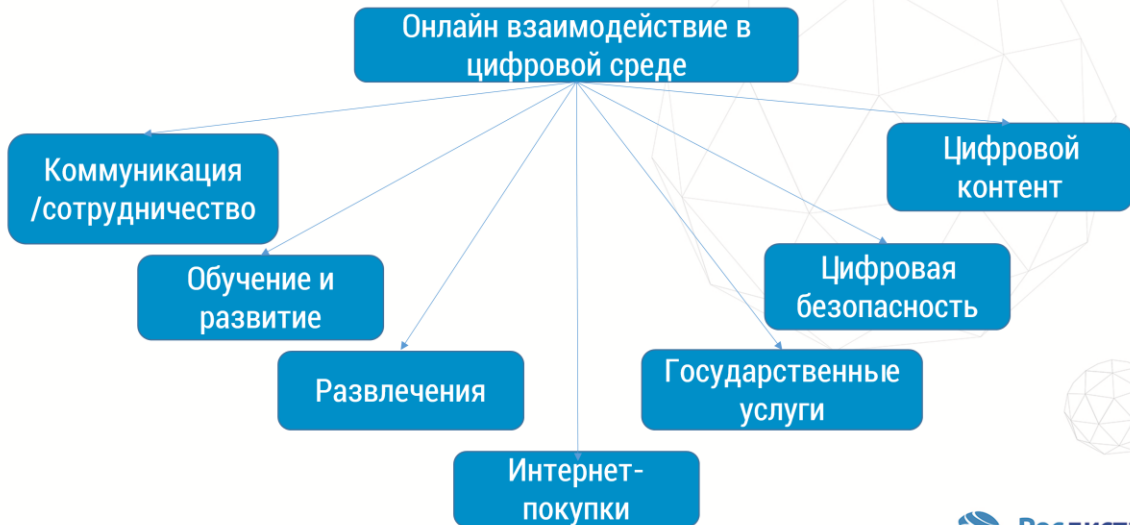 Онлайн взаимодействие в
цифровой среде
Коммуникация
/сотрудничество
Цифровой
контент
Обучение и
развитие
Цифровая
безопасность
Развлечения
Государственные
услуги
Интернет-
покупки